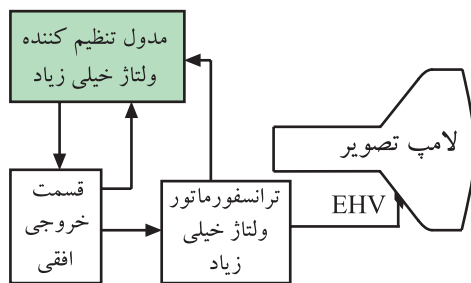 مدول تنظیم کننده
ولتاژ خیلی زیاد
لامپ تصویر
قسمت
خروجی
افقی
ترانسفورماتور
ولتاژ خیلی
زیاد
EHV